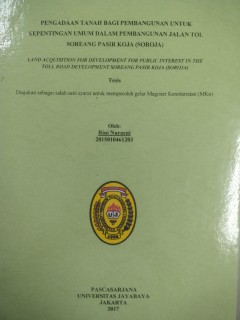 PENGADAAN TANAH BAGI PEMBANGUNAN UNTUK
KEPENTINGAN UMUM DALAM PEMBANGUNAN JALAN TOL
SOREANG PASIR KOJA (SOROJA)
LAND ACQUISITION FOR DEVELOPMENT FOR PUBLIC INTEREST IN THE
TOLL ROAD DEVELOPMENT SOREANG PASIR KOJA (SOROJA)
Tesis
Diajukan sebagai salah satu syarat untuk memperoleh gelar Magister Kenotariatan (MKn)
Oleh:
2015010461203
PASCASARJANA
UNIVERSITAS JAYABAYA
JAKARTA
2017